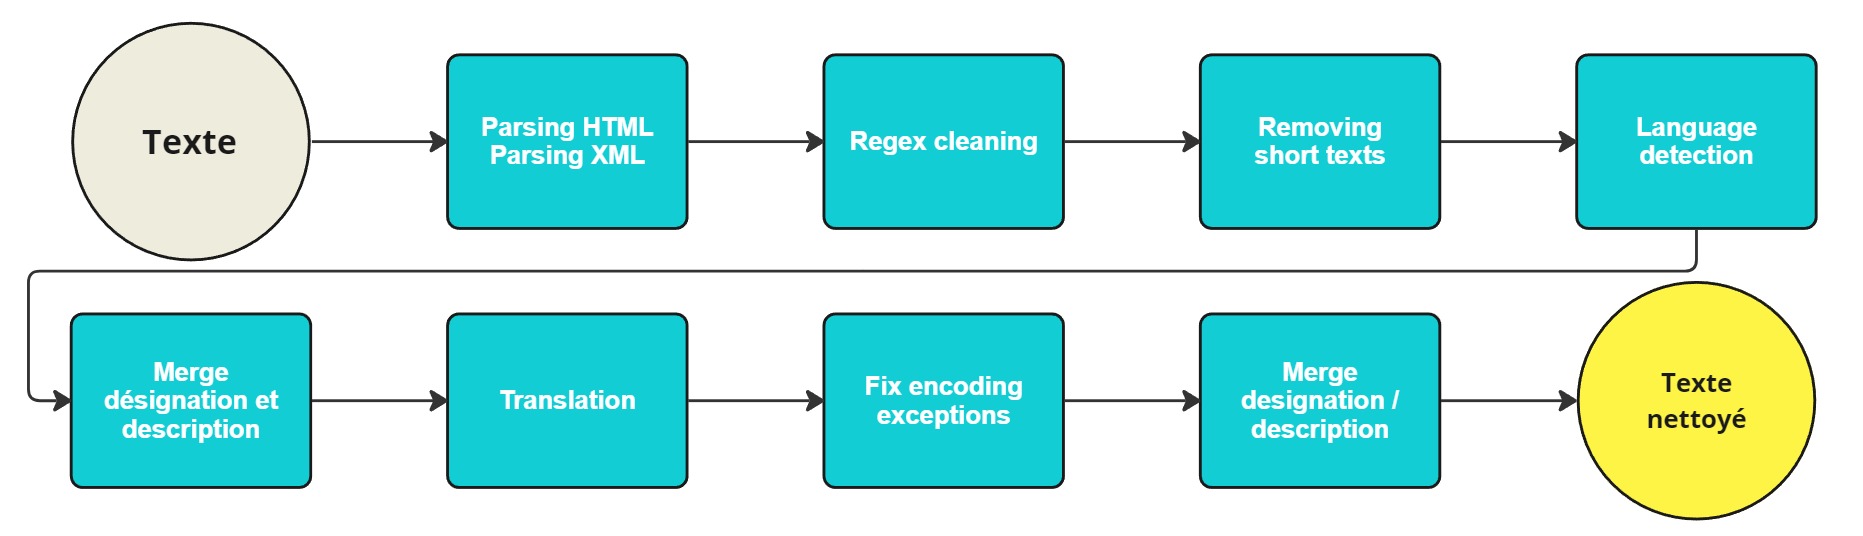 Texte
Parsing HTML
Parsing XML
Regex cleaning
Removing
short texts
Language
detection
Merge
désignation et
description
Translation
Fix encoding
exceptions
Merge
designation /
description
Texte
nettoyé